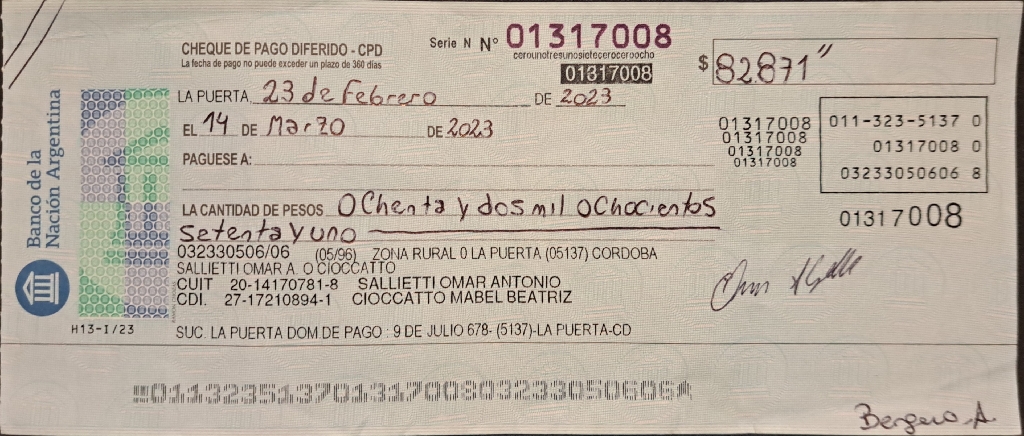 CHEQUE DE PAGO DIFERIDO - CPD
La fecha de pago no puede exceder un plazo de 360 días
Serie N Nº 01317008
cerounotresunosieteceroceroocho
01317008
$ 82.871"
LA PUERTA, 23 de Febrero DE 2023
EL 14 DE Marzo DE 2023
PAGUESE A:
01317008
01317008
01317008
01317008
011-323-5137 0
01317008 0
03233050606 8
01317008
LA CANTIDAD DE PESOS Ochenta y dos mil Ochocientos
Setenta y uno
032330506/06 (05/96) ZONA RURAL 0 LA PUERTA (05137) CORDOBA
SALLIETTI OMAR A. O CIOCCATTO
CUIT 20-14170781-8 SALLIETTI OMAR ANTONIO
CDI. 27-17210894-1 CIOCCATTO MABEL BEATRIZ
SUC. LA PUERTA DOM.DE PAGO : 9 DE JULIO 678- (5137)-LA PUERTA-CD
Banco de la
Nación Argentina
H13-I/23
01132351370131700803233050606
Bergero A.